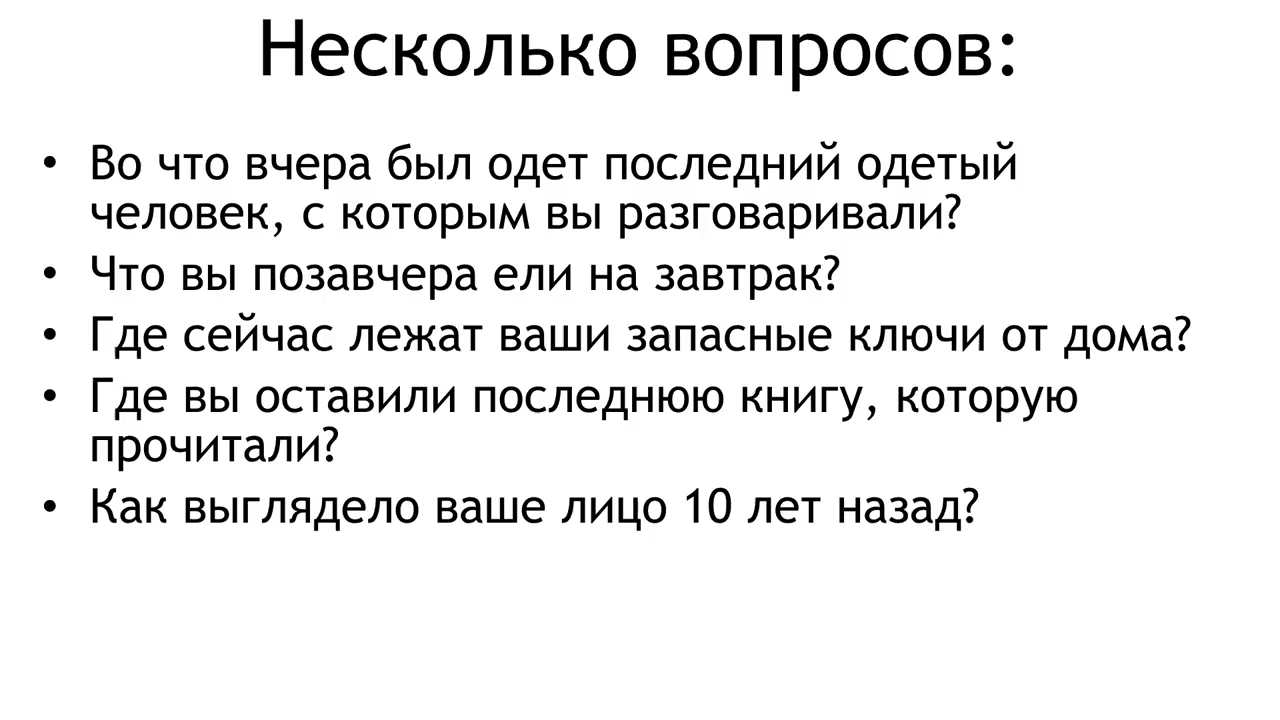 Несколько вопросов:
• Во что вчера был одет последний одетый
человек, с которым вы разговаривали?
• Что вы позавчера ели на завтрак?
• Где сейчас лежат ваши запасные ключи от дома?
• Где вы оставили последнюю книгу, которую
прочитали?
• Как выглядело ваше лицо 10 лет назад?